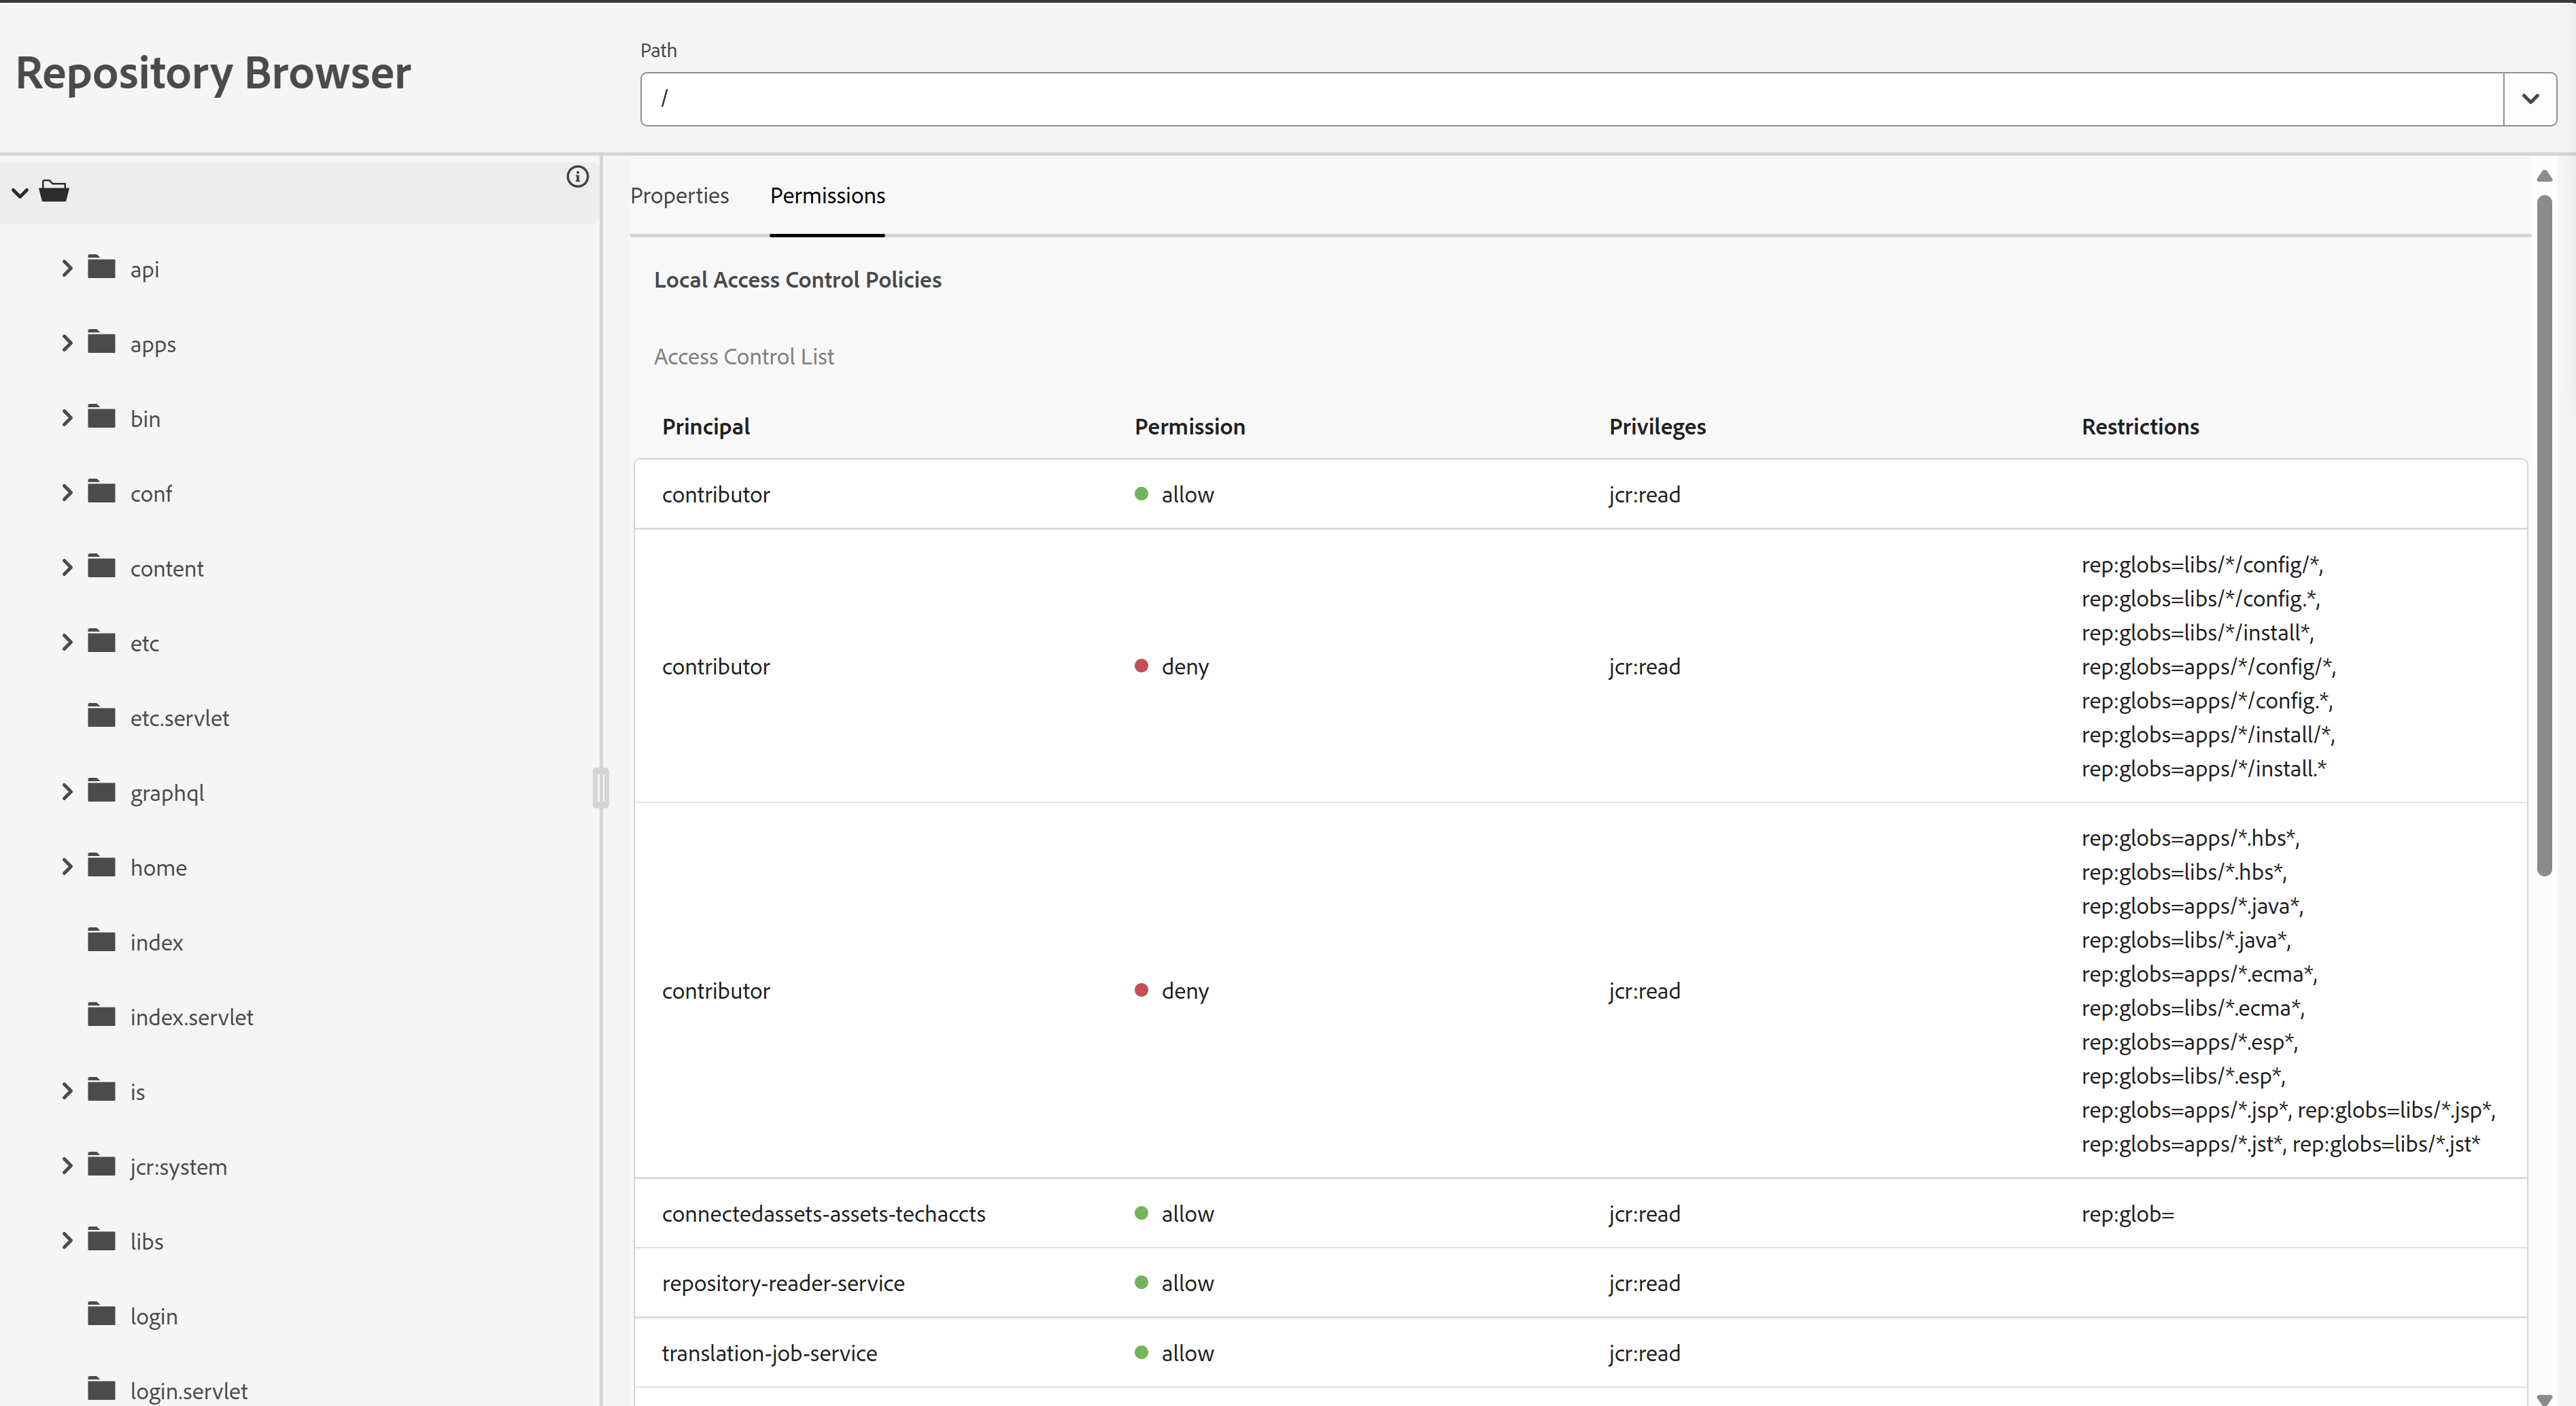 Repository Browser
Path
/
api
apps
bin
conf
content
etc
etc.servlet
graphql
home
index
index.servlet
is
jcr:system
libs
login
login.servlet
Properties Permissions
Local Access Control Policies
Access Control List
Principal Permission Privileges Restrictions
contributor allow jcr:read
contributor deny jcr:read
rep:globs=libs/*/config/*,
rep:globs=libs/*/config.*,
rep:globs=libs/*/install*,
rep:globs=apps/*/config/*,
rep:globs=apps/*/config.*,
rep:globs=apps/*/install/*,
rep:globs=apps/*/install.*
contributor deny jcr:read
rep:globs=apps/*.hbs*,
rep:globs=libs/*.hbs*,
rep:globs=apps/*.java*,
rep:globs=libs/*.java*,
rep:globs=apps/*.ecma*,
rep:globs=libs/*.ecma*,
rep:globs=apps/*.esp*,
rep:globs=libs/*.esp*,
rep:globs=apps/*.jsp*, rep:globs=libs/*.jsp*,
rep:globs=apps/*.jst*, rep:globs=libs/*.jst*
connectedassets-assets-techaccts allow jcr:read rep:glob=
repository-reader-service allow jcr:read
translation-job-service allow jcr:read